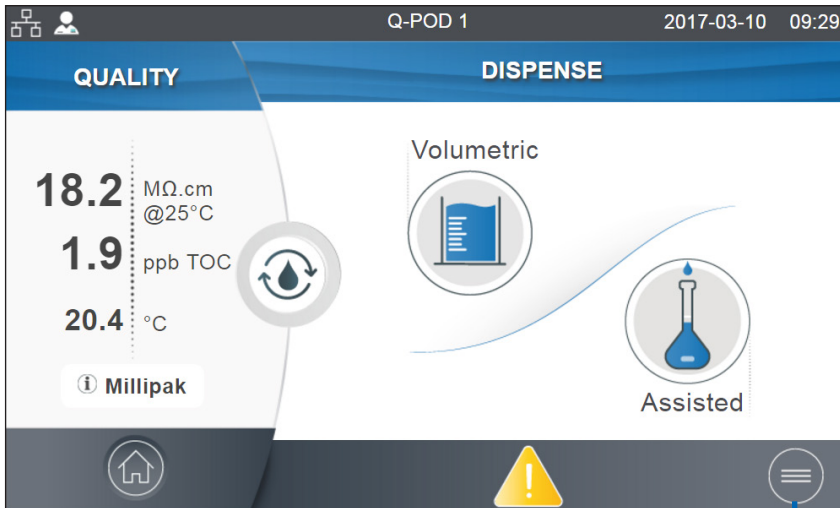 Q-POD 1
2017-03-10 09:29
QUALITY
DISPENSE
18.2 MΩ.cm
@25°C
1.9 ppb TOC
20.4 °C
i Millipak
Volumetric
Assisted
!